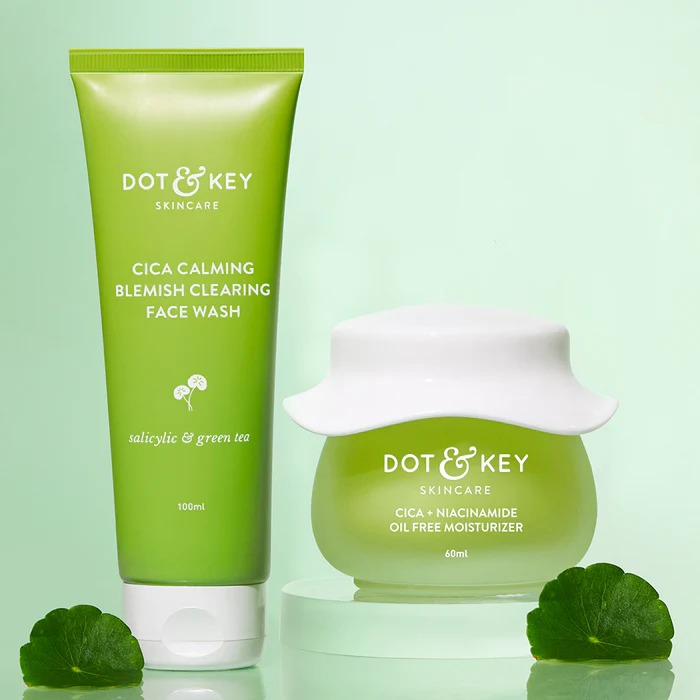 DOT & KEY
SKINCARE
CICA CALMING
BLEMISH CLEARING
FACE WASH
salicylic & green tea
100ml
DOT & KEY
SKINCARE
CICA + NIACINAMIDE
OIL FREE MOISTURIZER
60ml